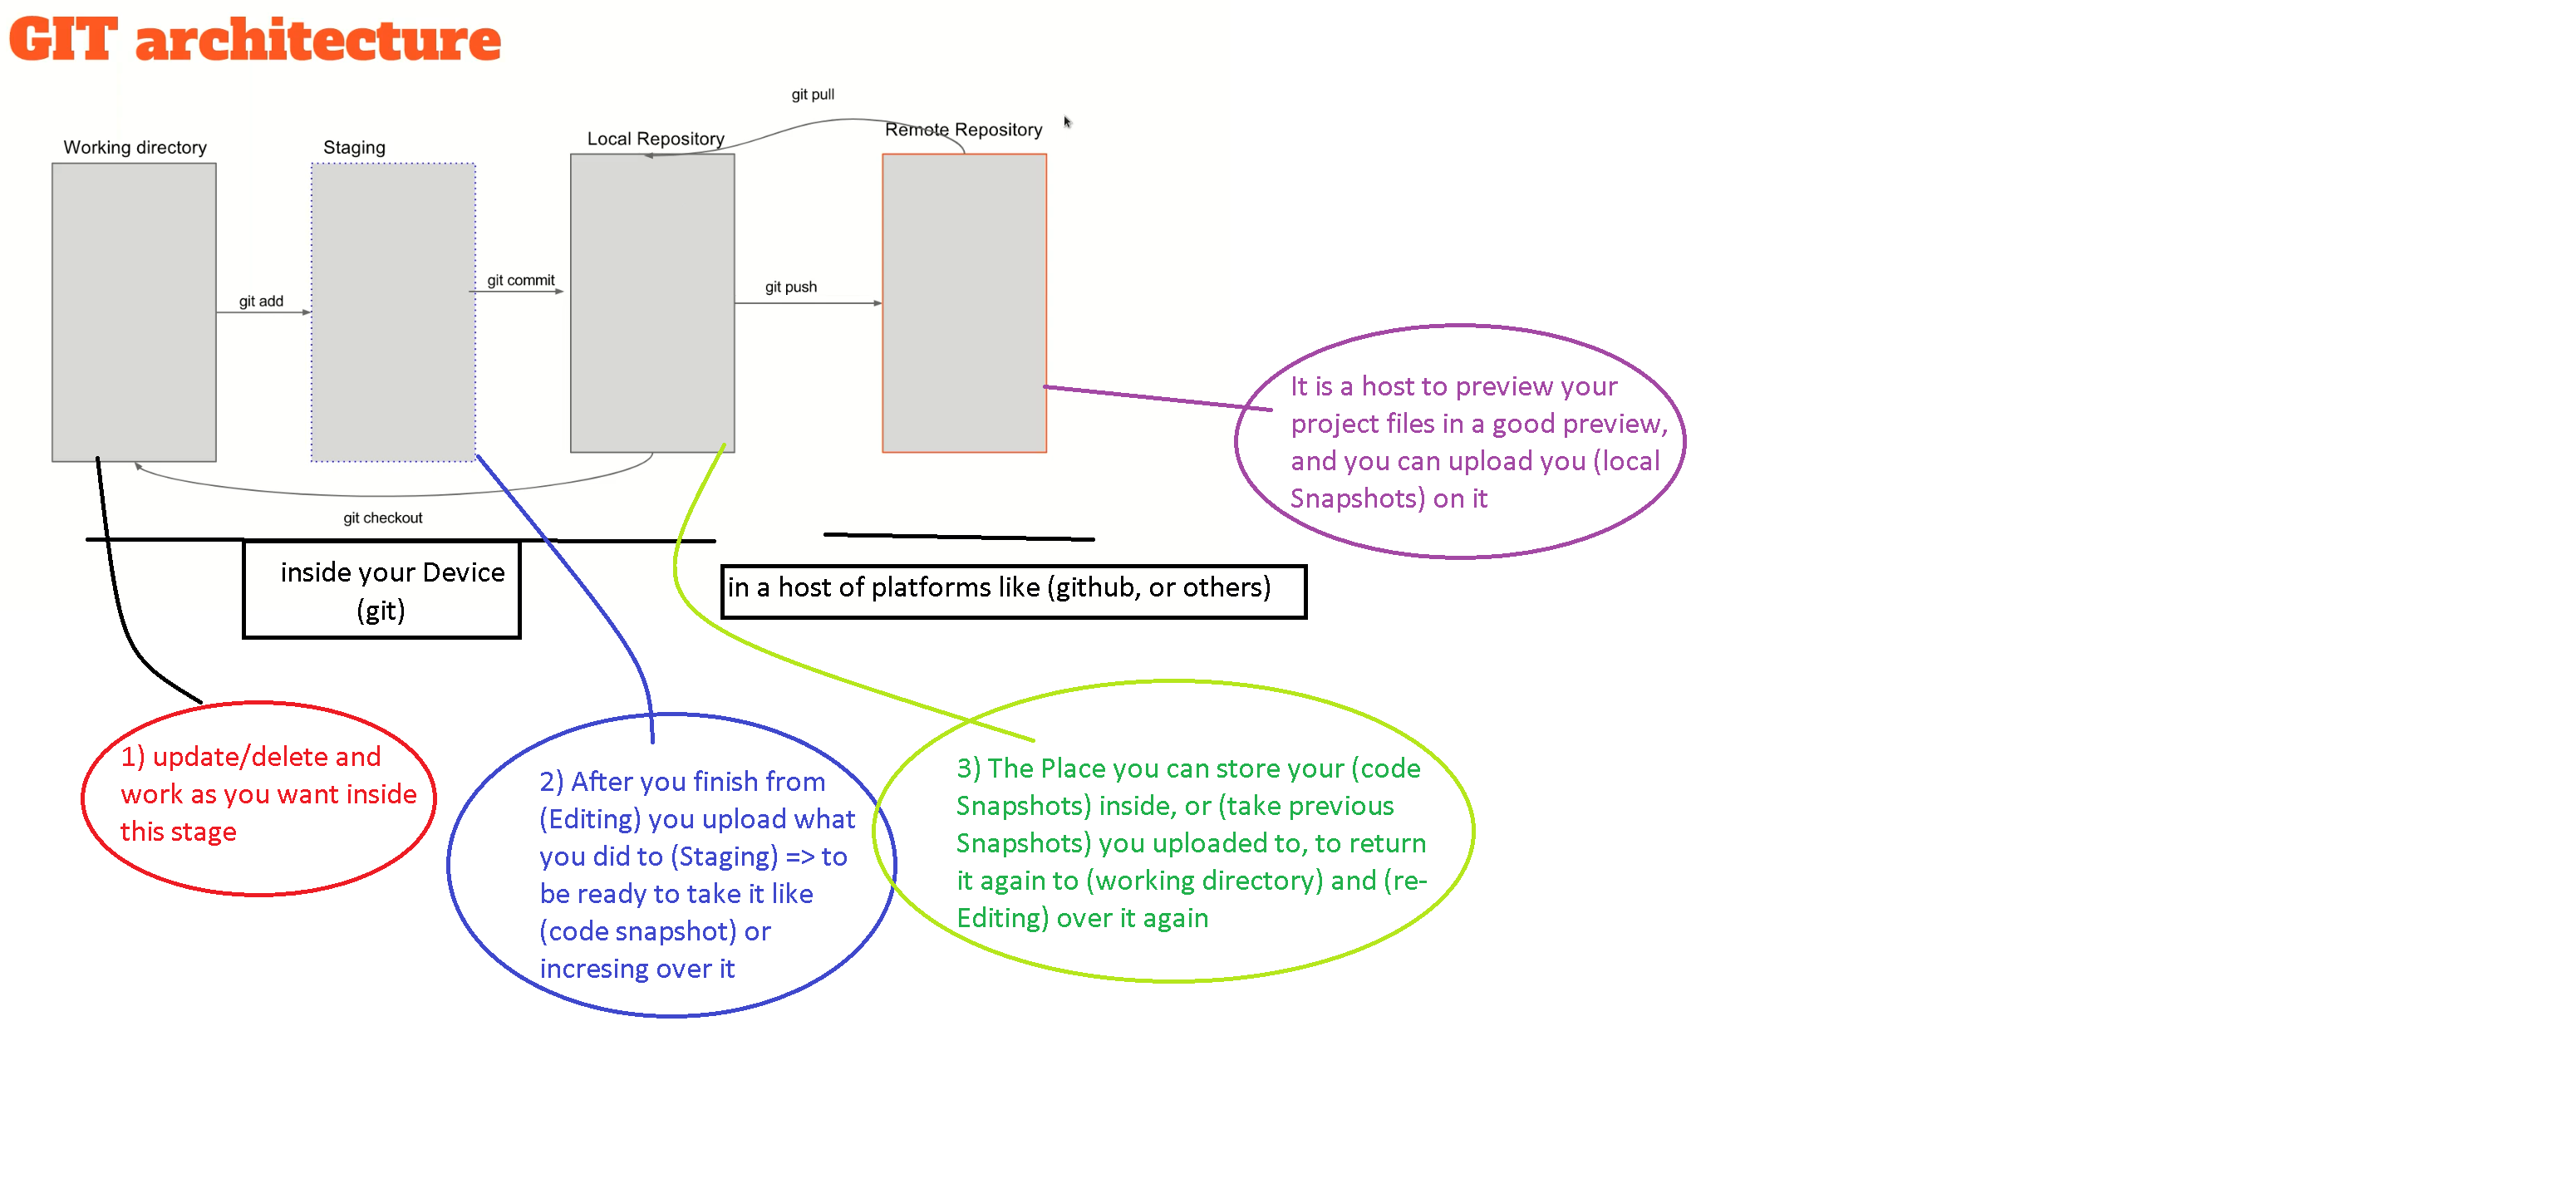 GIT architecture
git pull
Working directory
Staging
Local Repository
Remote Repository
git add
git commit
git push
git checkout
inside your Device
(git)
in a host of platforms like (github, or others)
It is a host to preview your
project files in a good preview,
and you can upload you (local
Snapshots) on it
1) update/delete and
work as you want inside
this stage
2) After you finish from
(Editing) you upload what
you did to (Staging) => to
be ready to take it like
(code snapshot) or
incresing over it
3) The Place you can store your (code
Snapshots) inside, or (take previous
Snapshots) you uploaded to, to return
it again to (working directory) and (re-
Editing) over it again